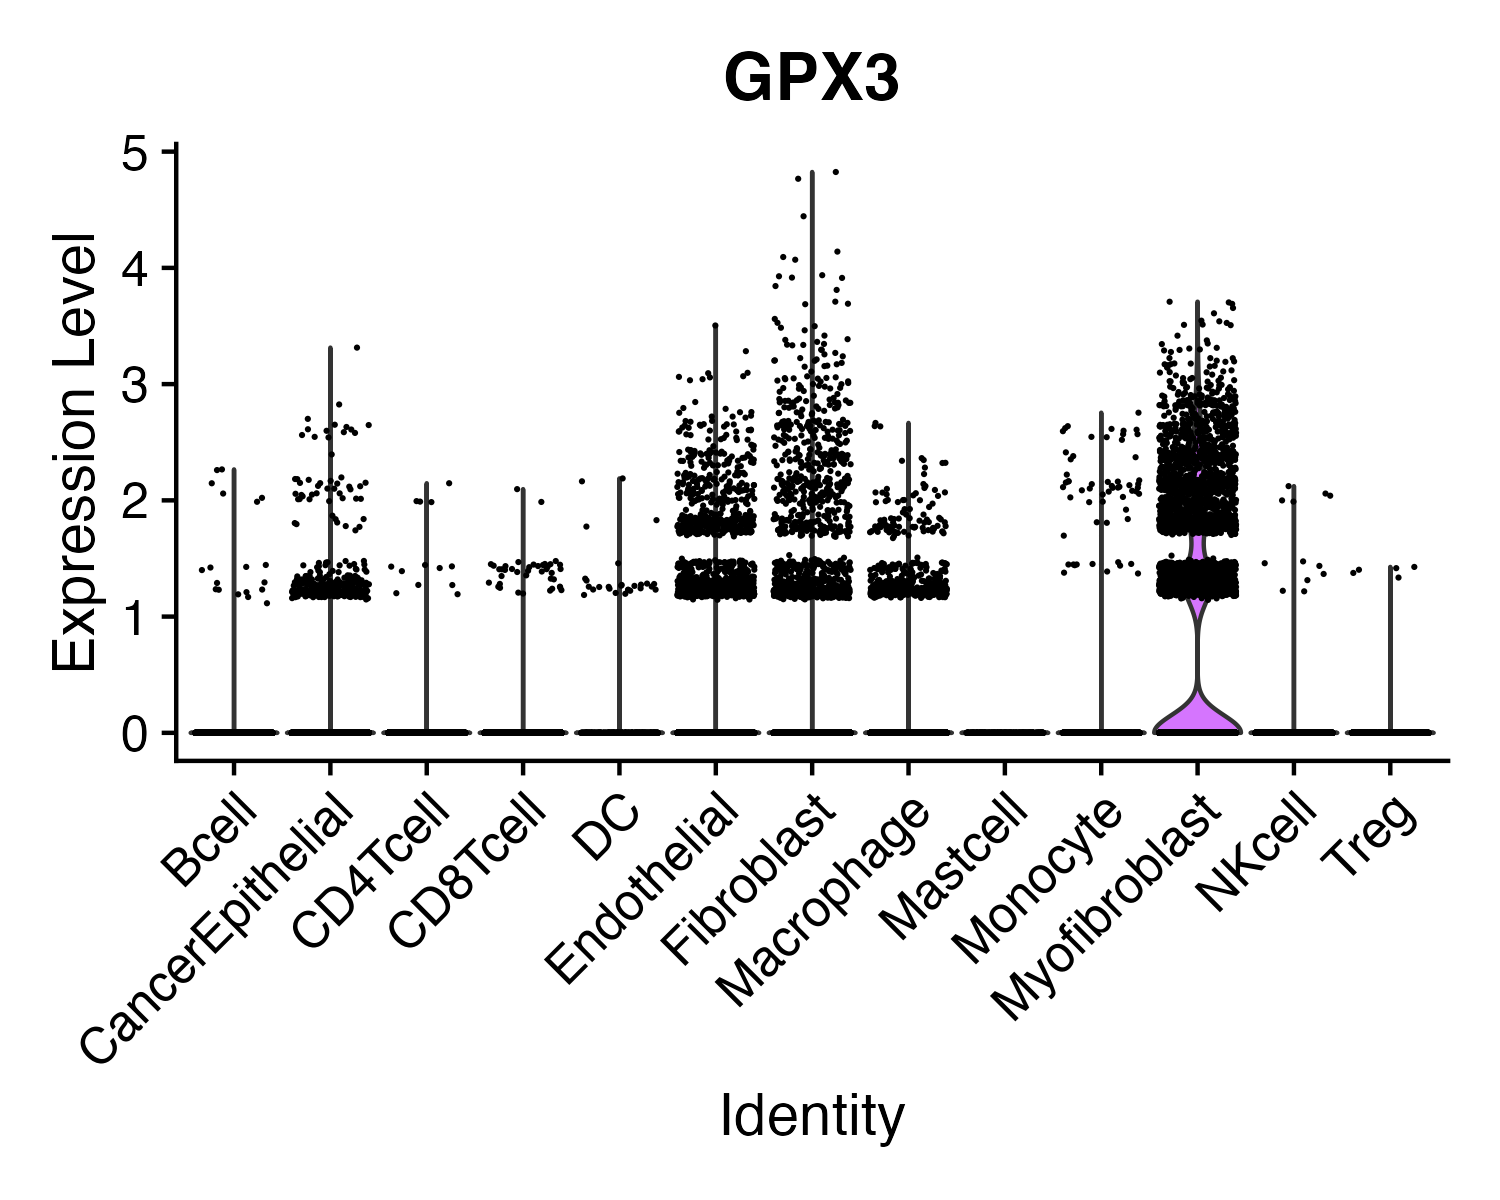 GPX3
Expression Level
5
4
3
2
1
0
Bcell
CancerEpithelial
CD4Tcell
CD8Tcell
DC
Endothelial
Fibroblast
Macrophage
Mastcell
Monocyte
Myofibroblast
NKcell
Treg
Identity